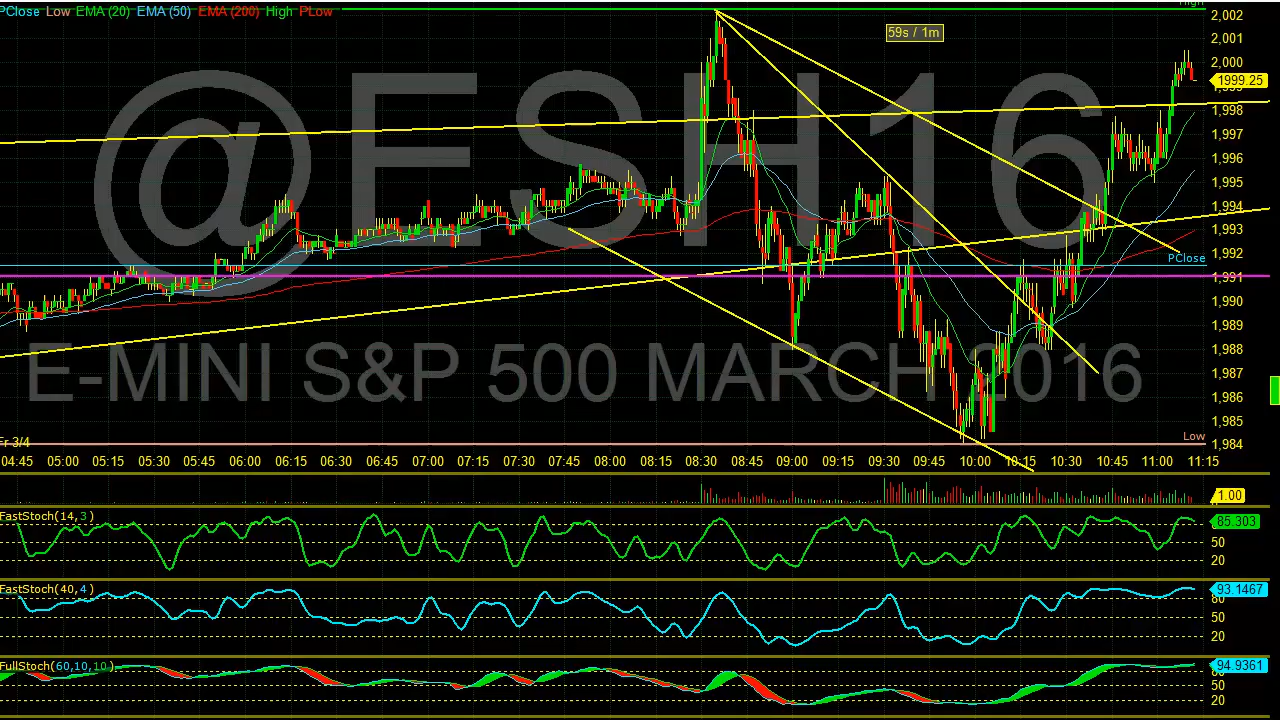 PClose Low EMA (20) EMA (50) EMA (200) High PLow
High
59s / 1m
@ESH16
E-MINI S&P 500 MARCH 2016
2,002
2,001
2,000
1999.25
1,998
1,997
1,996
1,995
1,994
1,993
1,992
PClose
1,991
1,990
1,989
1,988
1,987
1,986
1,985
Low
1,984
Fr 3/4
04:45 05:00 05:15 05:30 05:45 06:00 06:15 06:30 06:45 07:00 07:15 07:30 07:45 08:00 08:15 08:30 08:45 09:00 09:15 09:30 09:45 10:00 10:15 10:30 10:45 11:00 11:15
1.00
FastStoch(14,3)
85.303
50
20
FastStoch(40,4)
93.1467
80
50
20
FullStoch(60,10,10)
94.9361
80
50
20